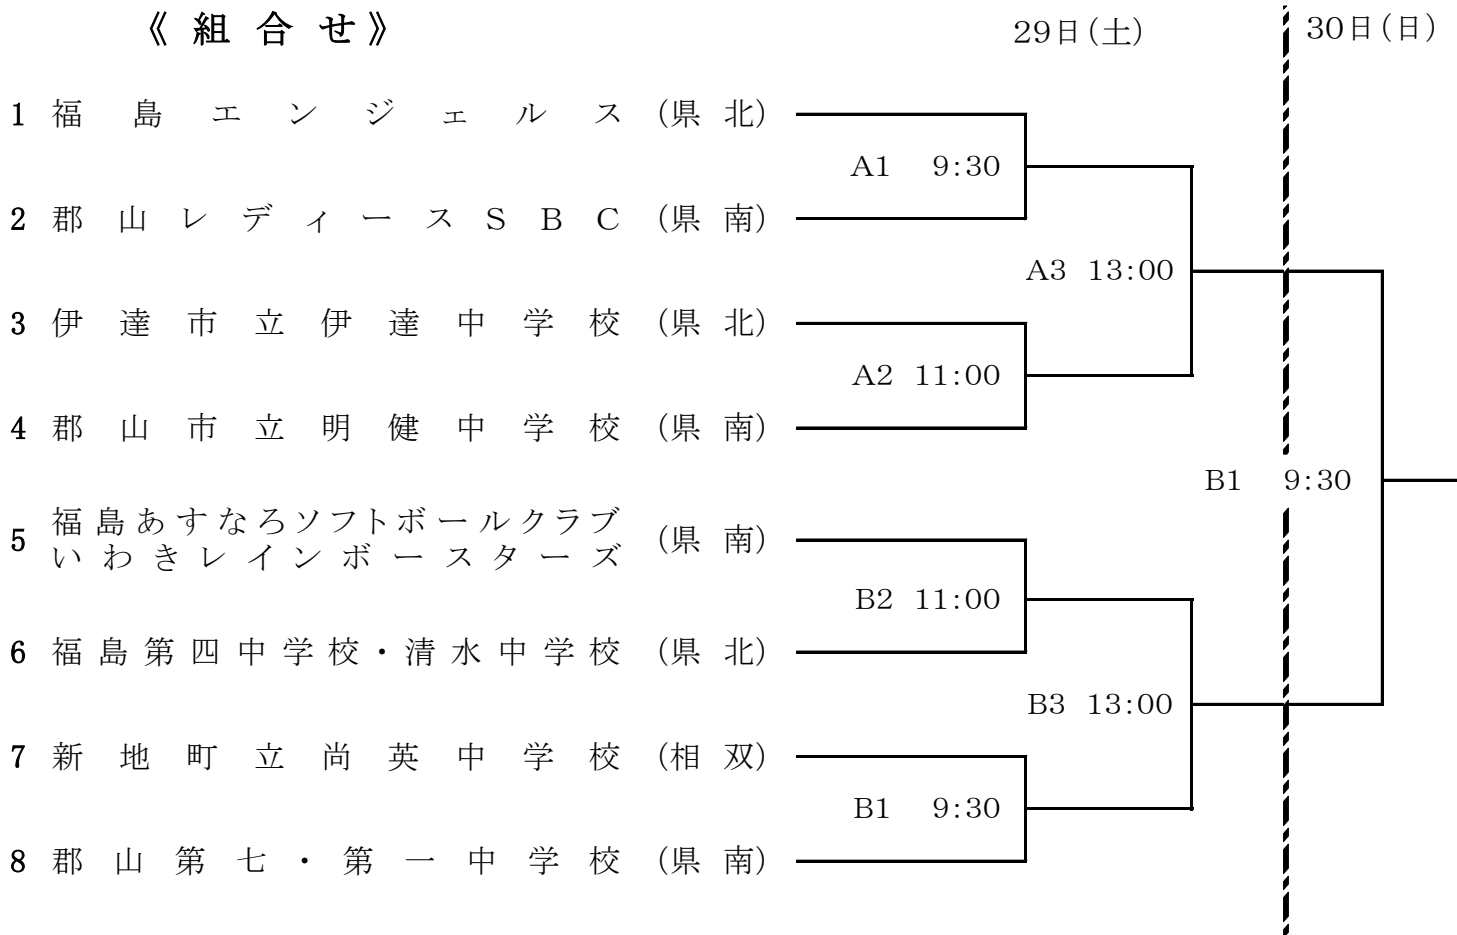 《 組 合 せ 》
29日(土) 30日(日)
1 福島エンジェルス (県北)
A1 9:30
2 郡山レディースSBC (県南)
A3 13:00
3 伊達市立伊達中学校 (県北)
A2 11:00
4 郡山市立明健中学校 (県南)
B1 9:30
5 福島あすなろソフトボールクラブ
いわきレインボースターズ (県南)
B2 11:00
6 福島第四中学校・清水中学校 (県北)
B3 13:00
7 新地町立尚英中学校 (相双)
B1 9:30
8 郡山第七・第一中学校 (県南)